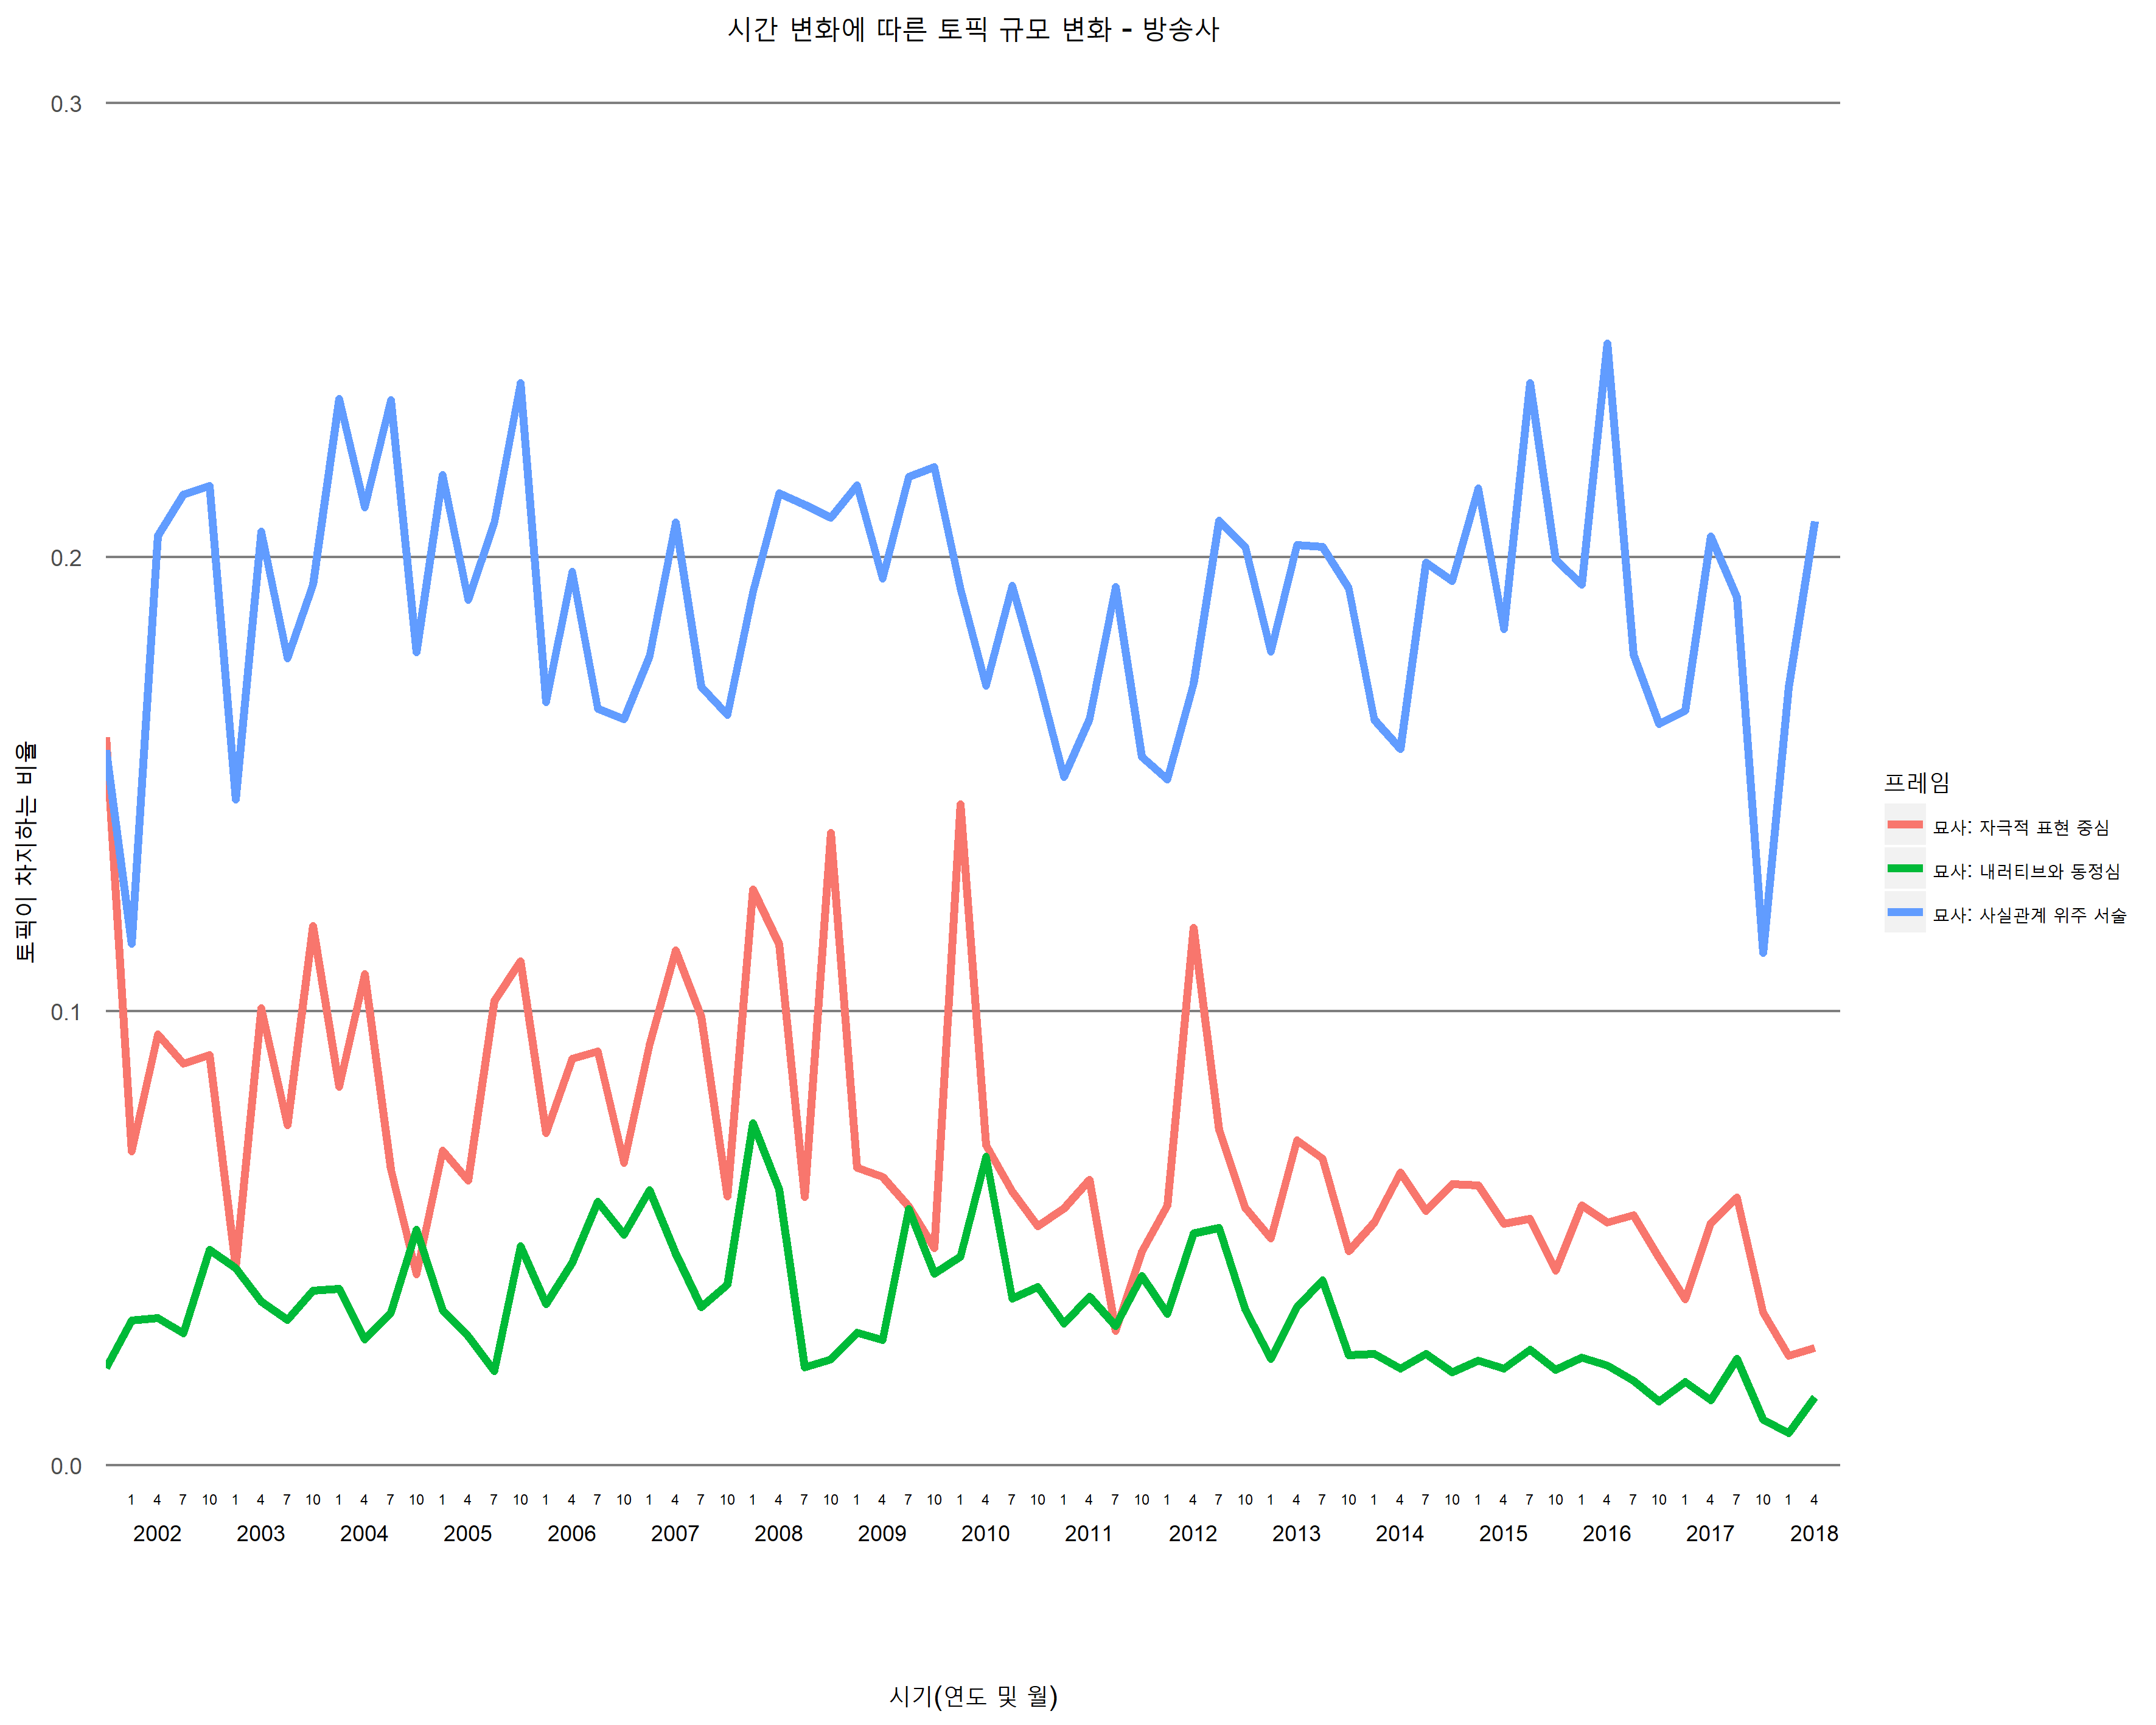 시간 변화에 따른 토픽 규모 변화 - 방송사
0.3
0.2
0.1
0.0
토픽이 차지하는 비율
1 4 7 10 1 4 7 10 1 4 7 10 1 4 7 10 1 4 7 10 1 4 7 10 1 4 7 10 1 4 7 10 1 4 7 10 1 4 7 10 1 4 7 10 1 4 7 10 1 4 7 10 1 4 7 10 1 4 7 10 1 4 7 10 1 4
2002 2003 2004 2005 2006 2007 2008 2009 2010 2011 2012 2013 2014 2015 2016 2017 2018
시기(연도 및 월)
프레임
묘사: 자극적 표현 중심
묘사: 내러티브와 동정심
묘사: 사실관계 위주 서술